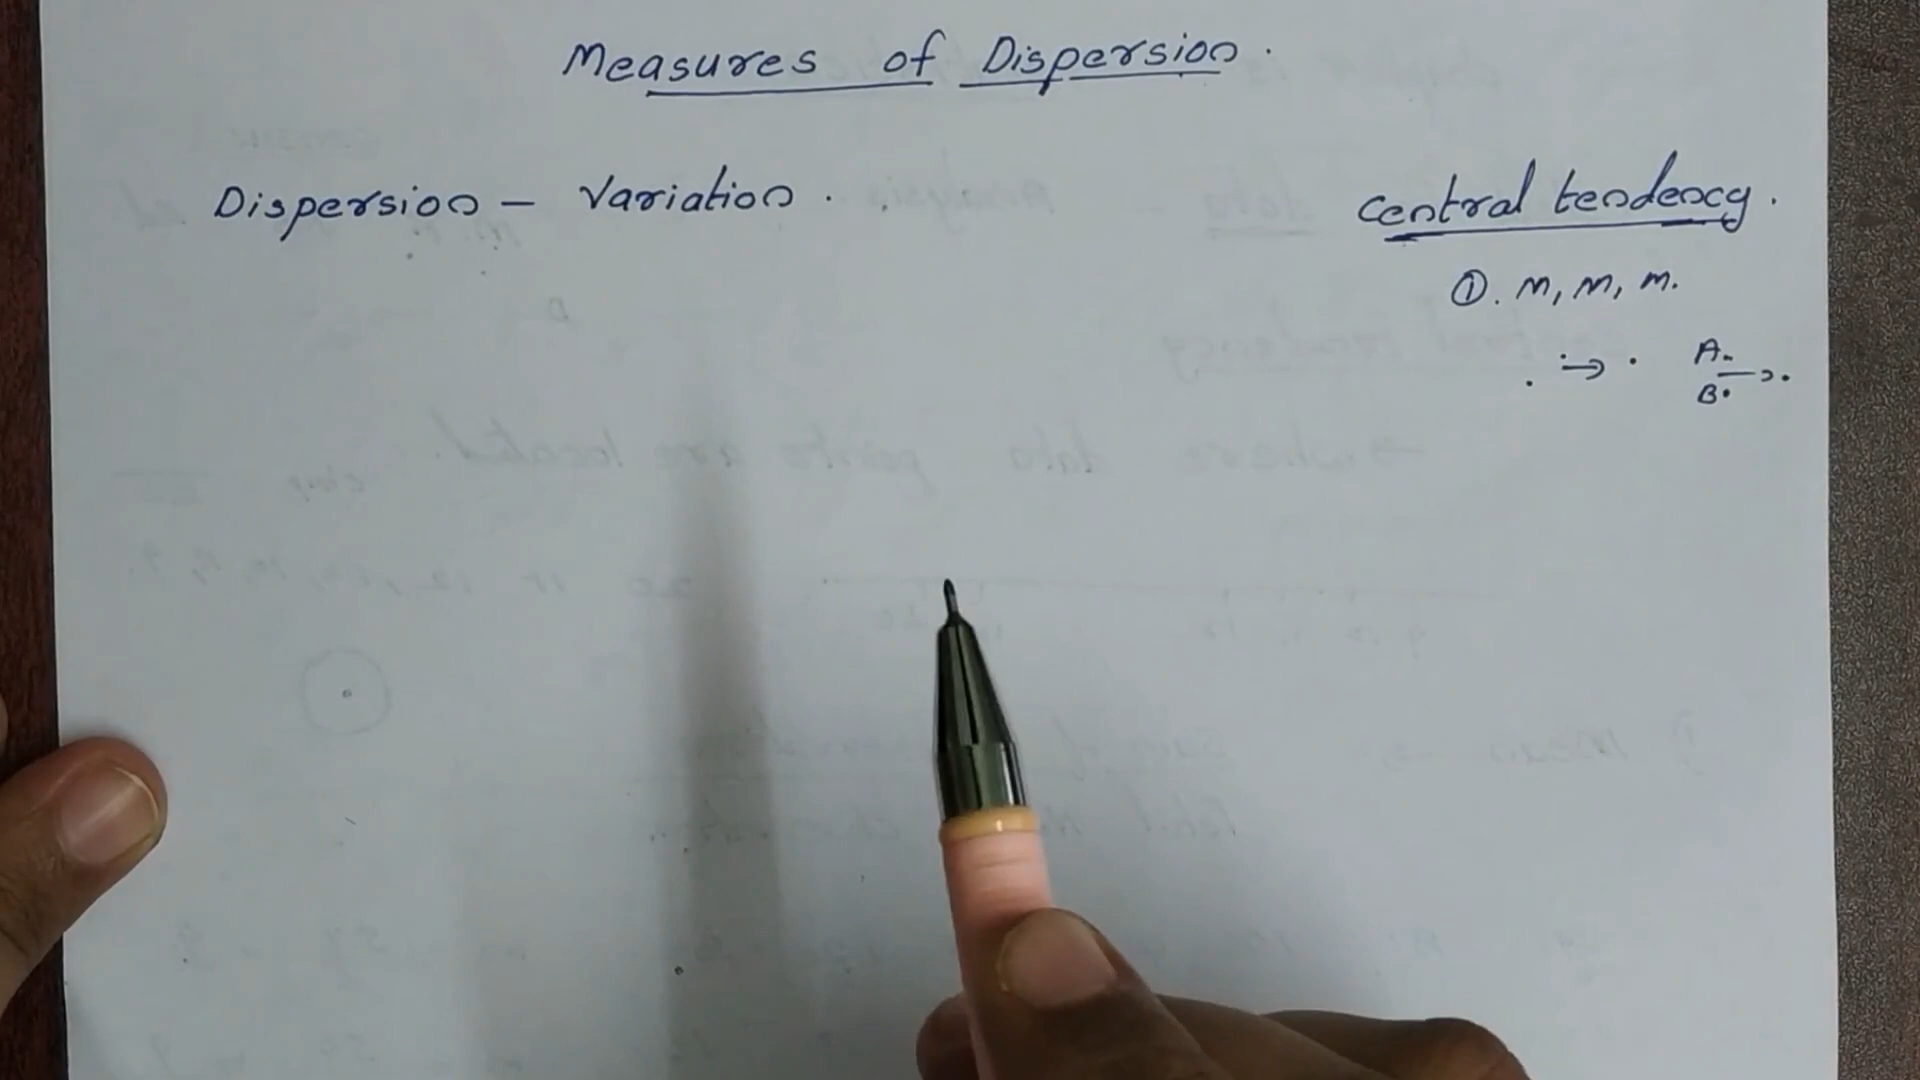 Measures of Dispersion.
Dispersion - Variation.
Central tendency.
①. m, m, m.
. → . A.
B. → .